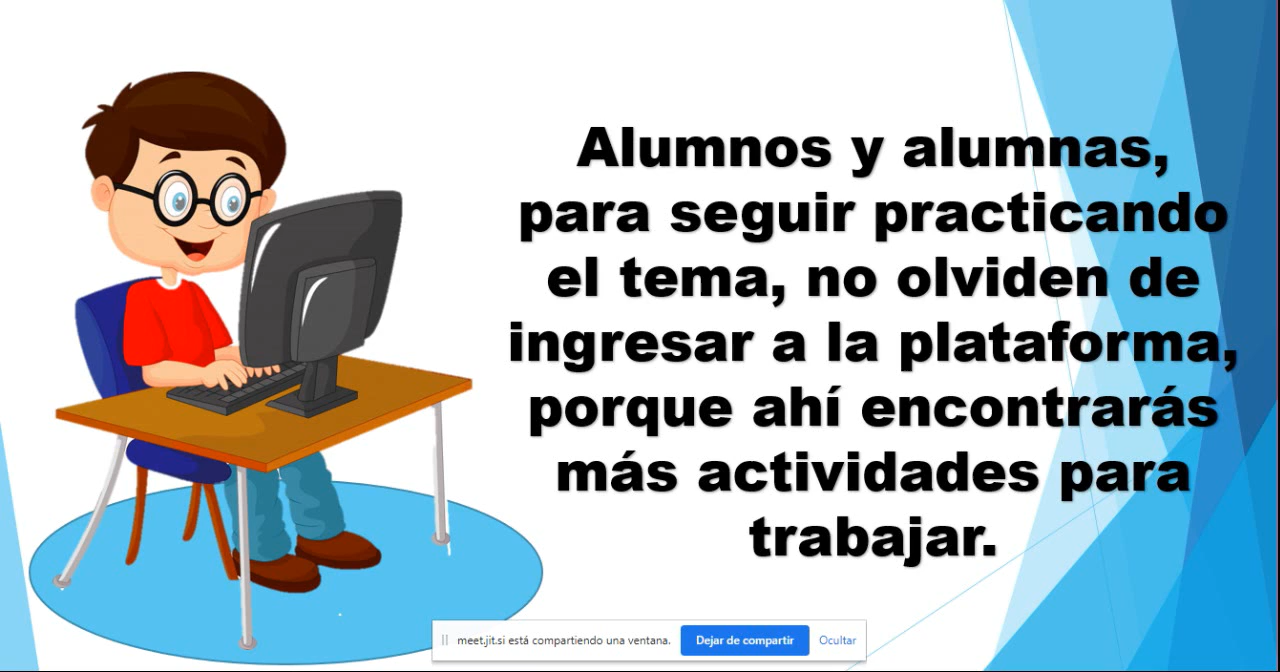 Alumnos y alumnas,
para seguir practicando
el tema, no olviden de
ingresar a la plataforma,
porque ahí encontrarás
más actividades para
trabajar.
meet.jit.si está compartiendo una ventana. Dejar de compartir Ocultar